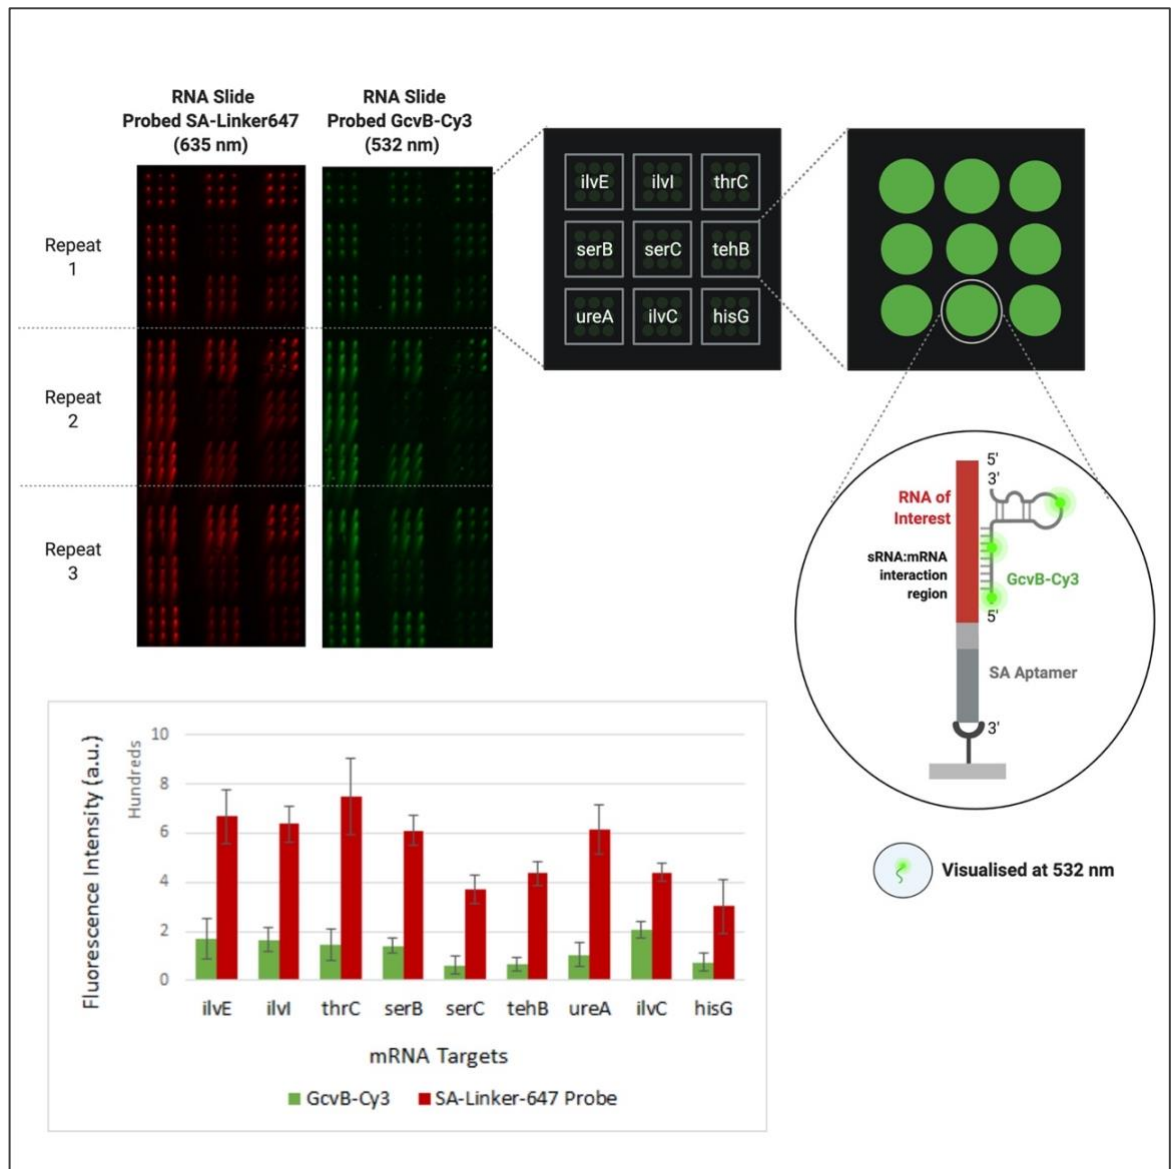 RNA Slide
Probed SA-Linker647
(635 nm)
RNA Slide
Probed GcvB-Cy3
(532 nm)
Repeat
1
Repeat
2
Repeat
3
ilvE ilvI thrC
serB serC tehB
ureA ilvC hisG
5'
3'
RNA of
Interest
sRNA:mRNA
interaction
region
GcvB-Cy3
5'
SA Aptamer
3'
Visualised at 532 nm
Fluorescence Intensity (a.u.)
Hundreds
10
8
6
4
2
0
ilvE ilvI thrC serB serC tehB ureA ilvC hisG
mRNA Targets
GcvB-Cy3 SA-Linker-647 Probe